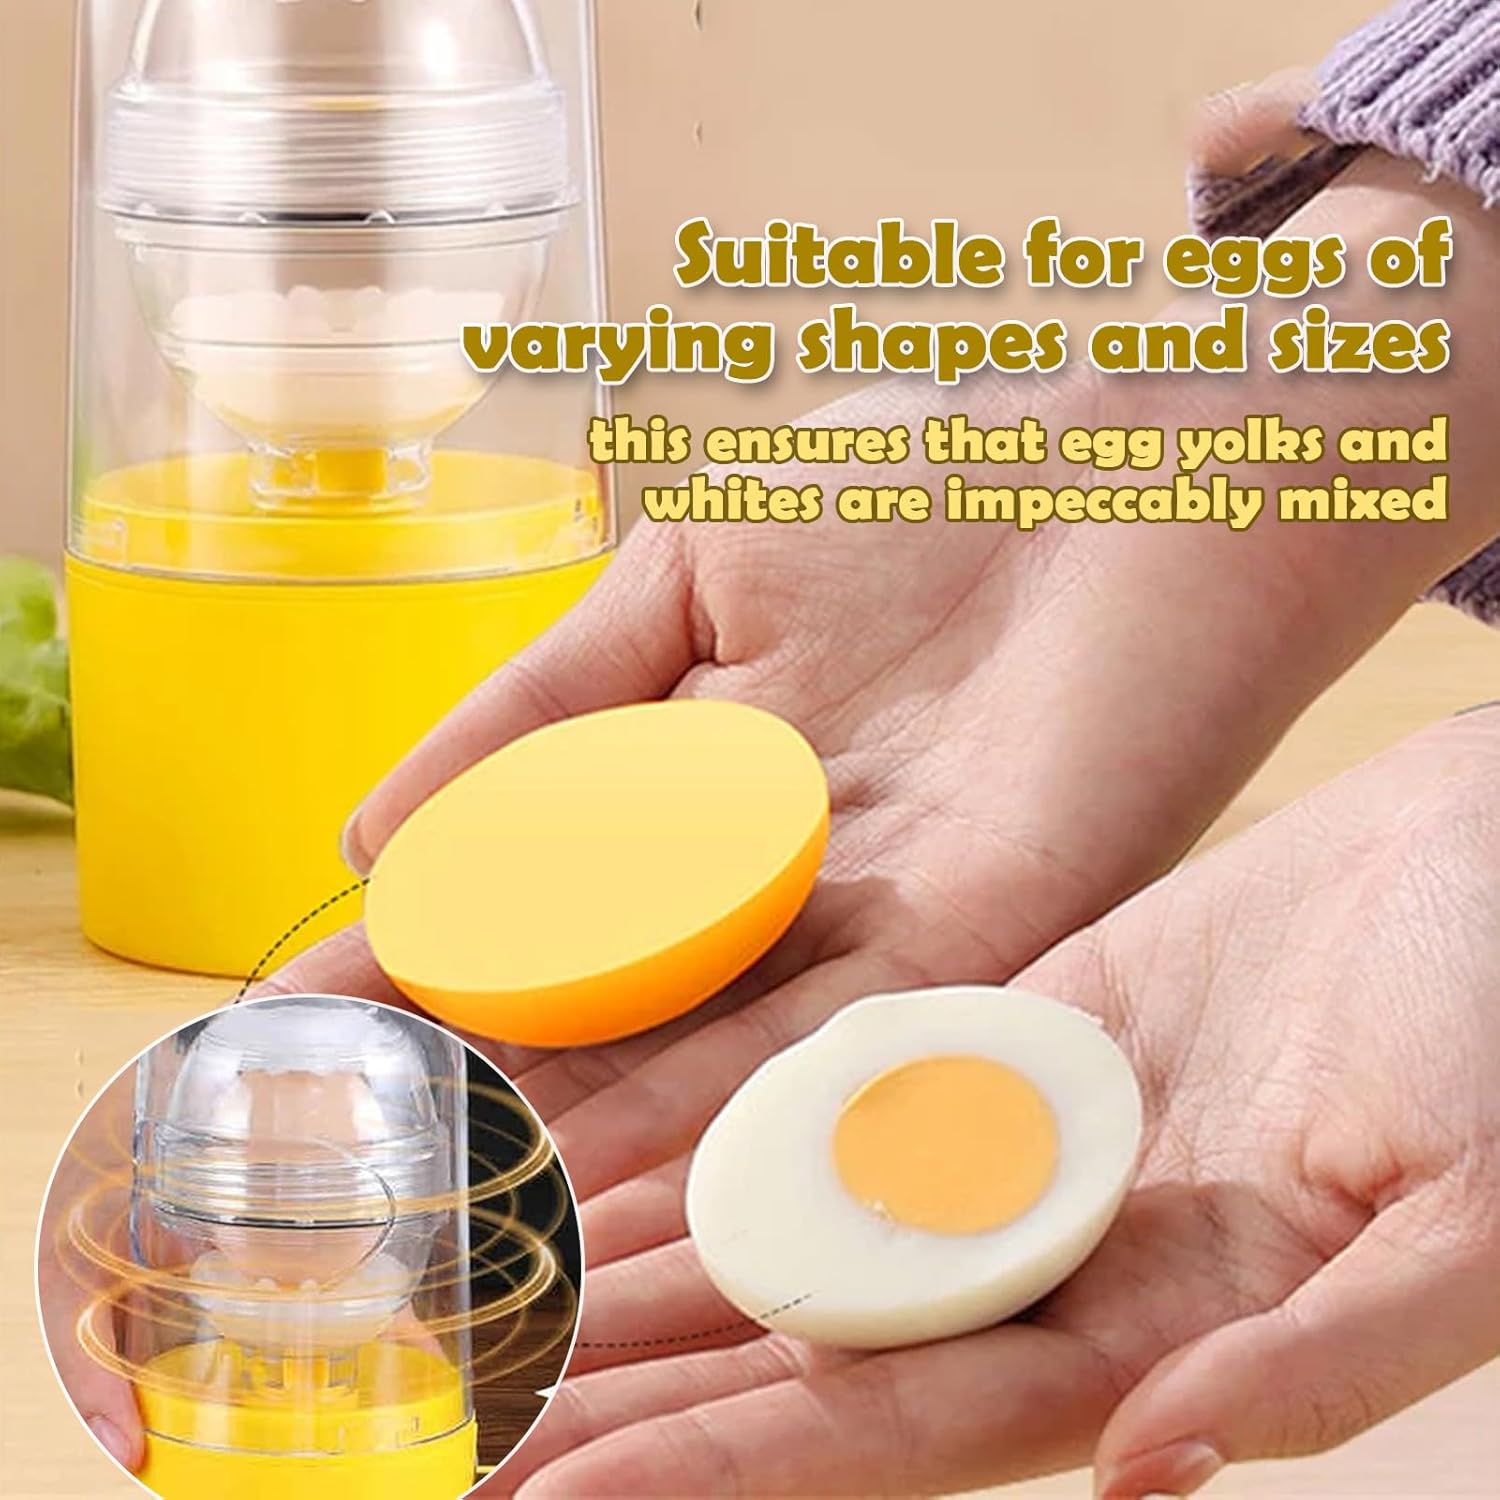 Suitable for eggs of
varying shapes and sizes
this ensures that egg yolks and
whites are impeccably mixed